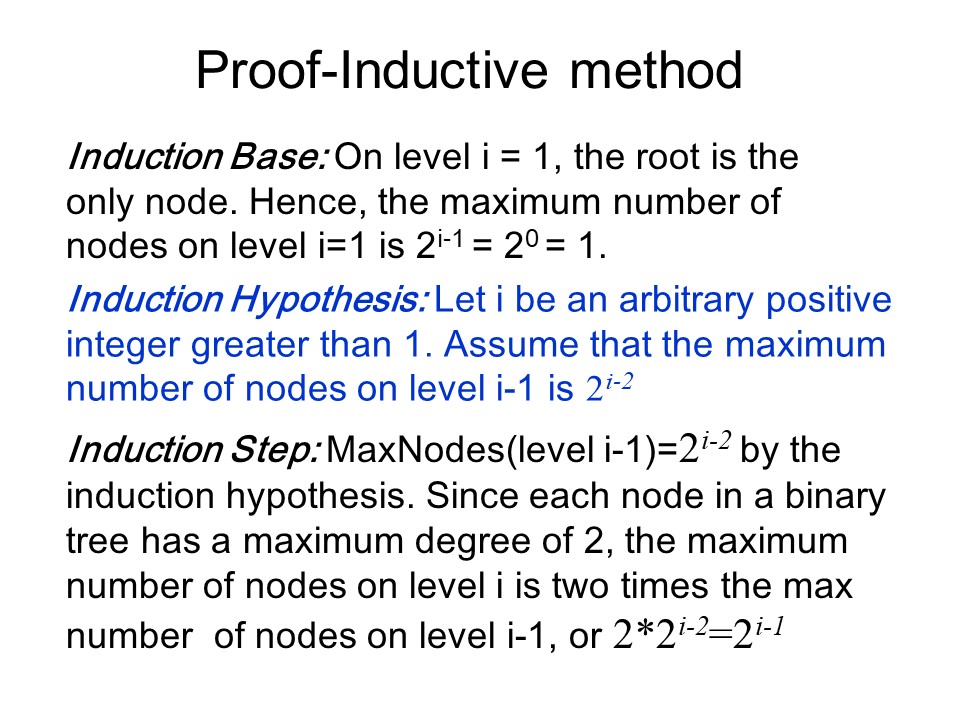 Proof-Inductive method
Induction Base: On level i = 1, the root is the
only node. Hence, the maximum number of
nodes on level i=1 is 2^{i-1} = 2^0 = 1.
Induction Hypothesis: Let i be an arbitrary positive
integer greater than 1. Assume that the maximum
number of nodes on level i-1 is 2^{i-2}
Induction Step: MaxNodes(level i-1)=2^{i-2} by the
induction hypothesis. Since each node in a binary
tree has a maximum degree of 2, the maximum
number of nodes on level i is two times the max
number of nodes on level i-1, or 2*2^{i-2}=2^{i-1}